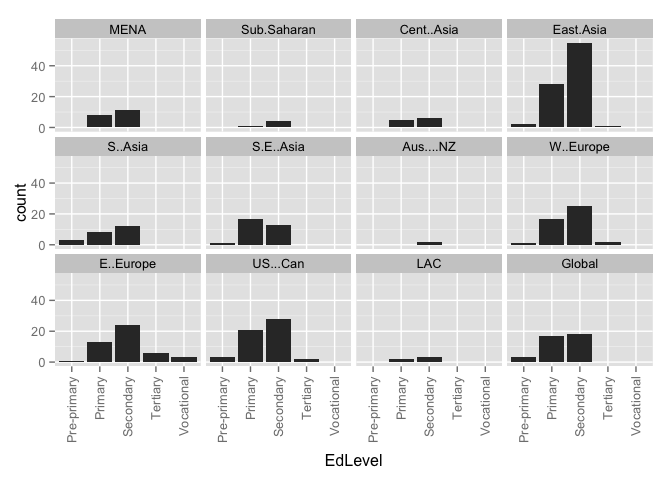 MENA Sub.Saharan Cent..Asia East.Asia
40
20
0
S..Asia S.E..Asia Aus....NZ W..Europe
40
20
0
count
E..Europe US...Can LAC Global
40
20
0
Pre-primary Primary Secondary Tertiary Vocational Pre-primary Primary Secondary Tertiary Vocational Pre-primary Primary Secondary Tertiary Vocational Pre-primary Primary Secondary Tertiary Vocational
EdLevel